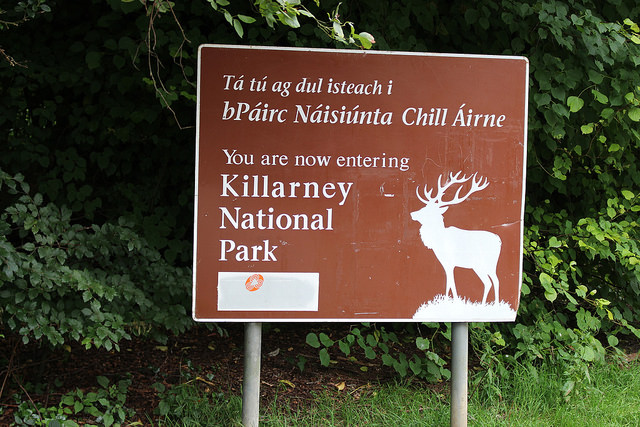 Tá tú ag dul isteach i
bPáirc Náisiúnta Chill Áirne
You are now entering
Killarney
National
Park